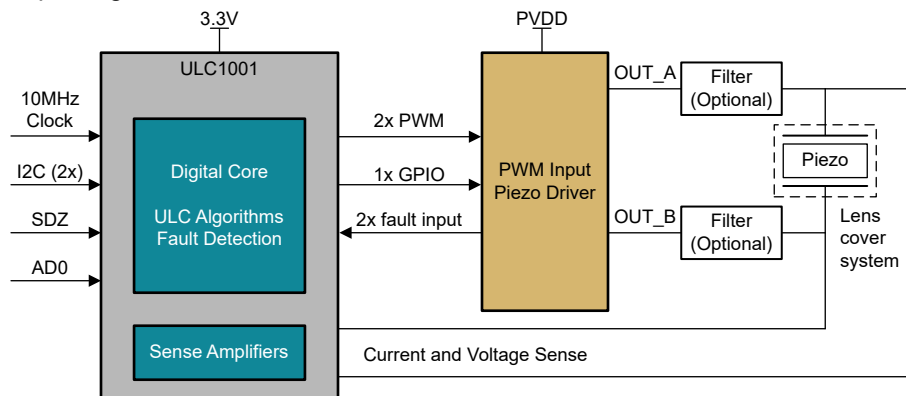 3.3V
PVDD
ULC1001
10MHz
Clock
I2C (2x)
SDZ
AD0
Digital Core
ULC Algorithms
Fault Detection
Sense Amplifiers
2x PWM
1x GPIO
2x fault input
PWM Input
Piezo Driver
OUT_A
Filter
(Optional)
Piezo
OUT_B
Filter
(Optional)
Lens
cover
system
Current and Voltage Sense